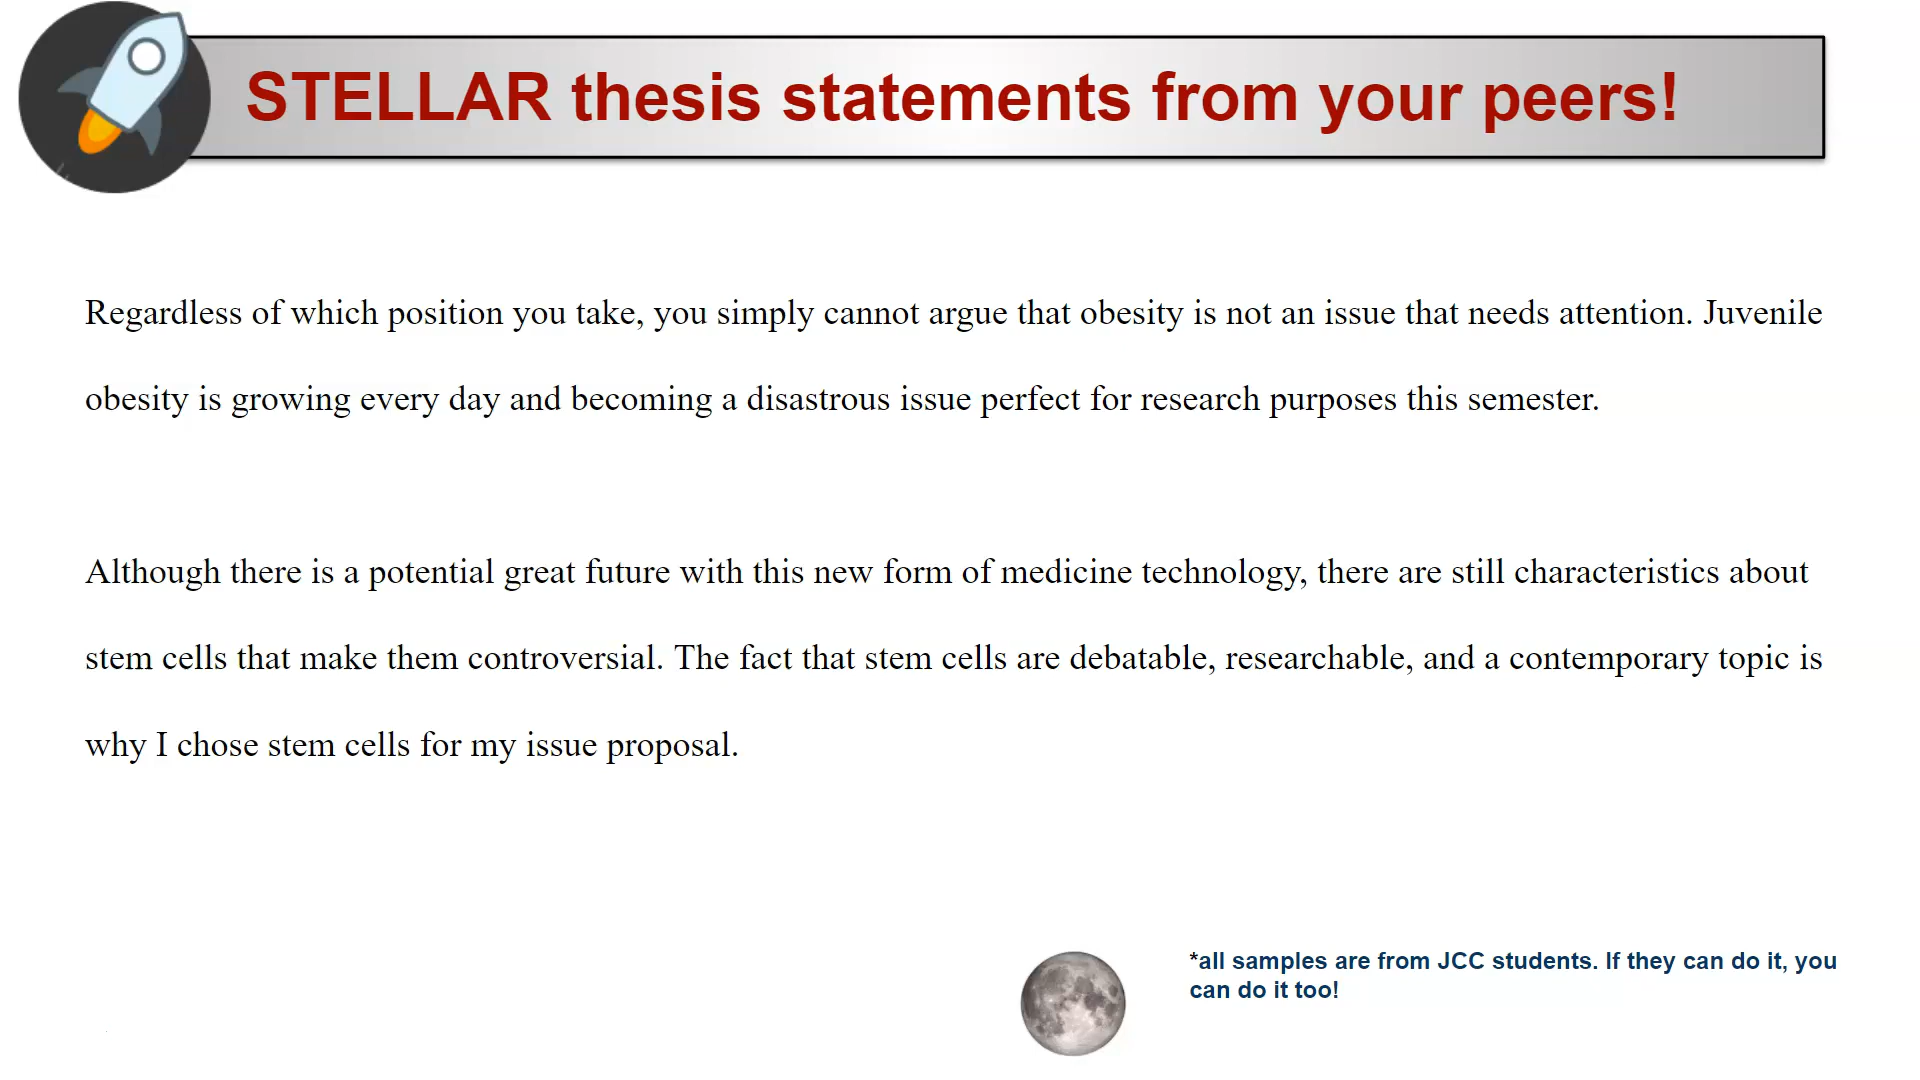 STELLAR thesis statements from your peers!
Regardless of which position you take, you simply cannot argue that obesity is not an issue that needs attention. Juvenile
obesity is growing every day and becoming a disastrous issue perfect for research purposes this semester.
Although there is a potential great future with this new form of medicine technology, there are still characteristics about
stem cells that make them controversial. The fact that stem cells are debatable, researchable, and a contemporary topic is
why I chose stem cells for my issue proposal.
*all samples are from JCC students. If they can do it, you
can do it too!